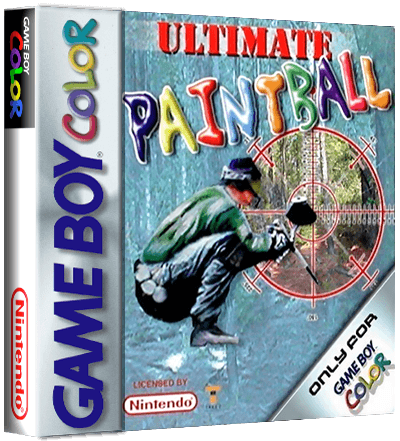 GAME BOY
COLOR
Nintendo
GAME BOY COLOR
ULTIMATE
PAINTBALL
LICENSED BY
Nintendo
ONLY FOR
GAME BOY
COLOR